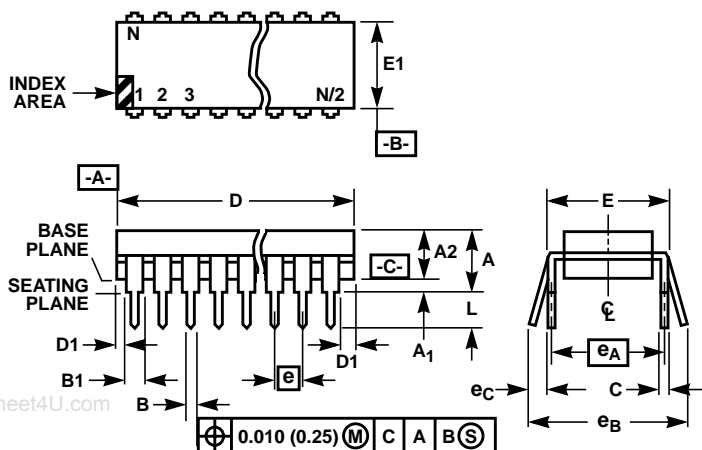 N
INDEX
AREA
1 2 3 N/2
E1
-B-
-A-
D
E
BASE
PLANE
A2
A
-C-
SEATING
PLANE
L
C
L
D1
A1
D1
eA
B1
e
eC
C
B
eB
heet4U.com
0.010 (0.25) M C A B S